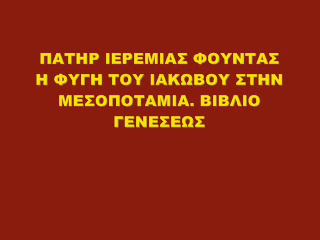 ΠΑΤΗΡ ΙΕΡΕΜΙΑΣ ΦΟΥΝΤΑΣ
Η ΦΥΓΗ ΤΟΥ ΙΑΚΩΒΟΥ ΣΤΗΝ
ΜΕΣΟΠΟΤΑΜΙΑ. ΒΙΒΛΙΟ
ΓΕΝΕΣΕΩΣ